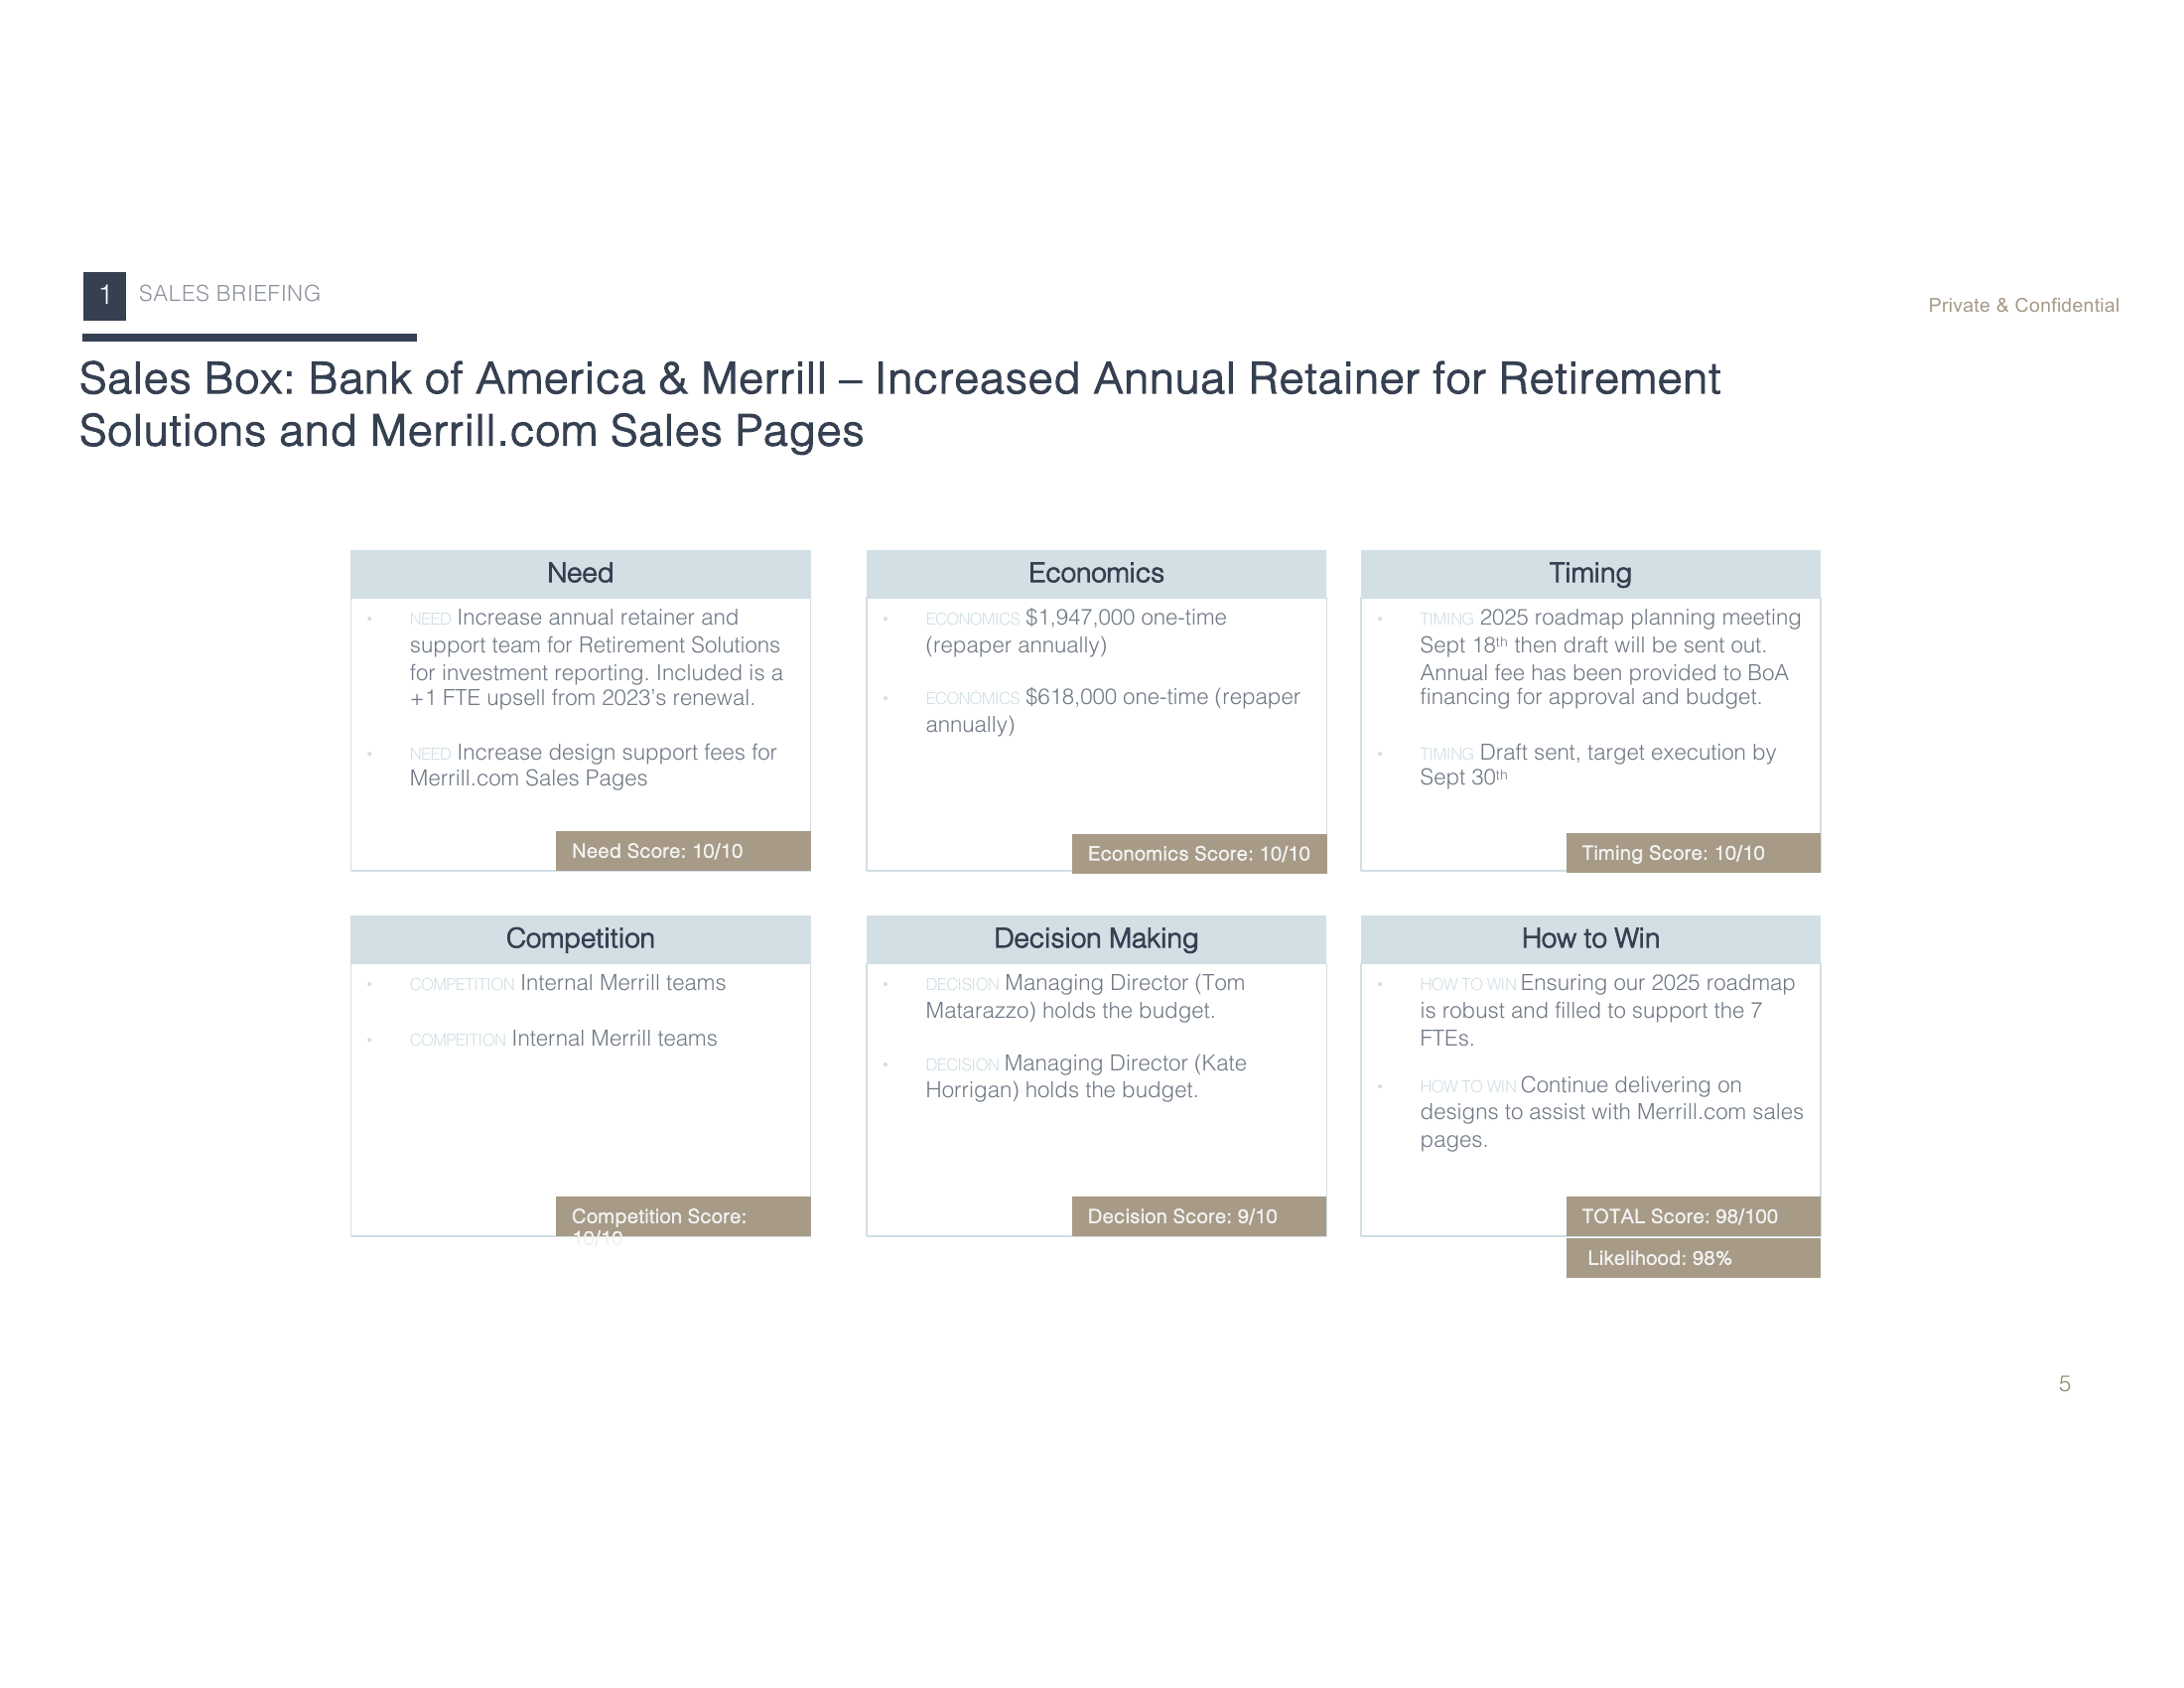 1 SALES BRIEFING
Private & Confidential
Sales Box: Bank of America & Merrill – Increased Annual Retainer for Retirement
Solutions and Merrill.com Sales Pages
Need
• NEED Increase annual retainer and
support team for Retirement Solutions
for investment reporting. Included is a
+1 FTE upsell from 2023’s renewal.
• NEED Increase design support fees for
Merrill.com Sales Pages
Need Score: 10/10
Economics
• ECONOMICS $1,947,000 one-time
(repaper annually)
• ECONOMICS $618,000 one-time (repaper
annually)
Economics Score: 10/10
Timing
• TIMING 2025 roadmap planning meeting
Sept 18th then draft will be sent out.
Annual fee has been provided to BoA
financing for approval and budget.
• TIMING Draft sent, target execution by
Sept 30th
Timing Score: 10/10
Competition
• COMPETITION Internal Merrill teams
• COMPEITION Internal Merrill teams
Competition Score:
10/10
Decision Making
• DECISION Managing Director (Tom
Matarazzo) holds the budget.
• DECISION Managing Director (Kate
Horrigan) holds the budget.
Decision Score: 9/10
How to Win
• HOW TO WIN Ensuring our 2025 roadmap
is robust and filled to support the 7
FTEs.
• HOW TO WIN Continue delivering on
designs to assist with Merrill.com sales
pages.
TOTAL Score: 98/100
Likelihood: 98%
5